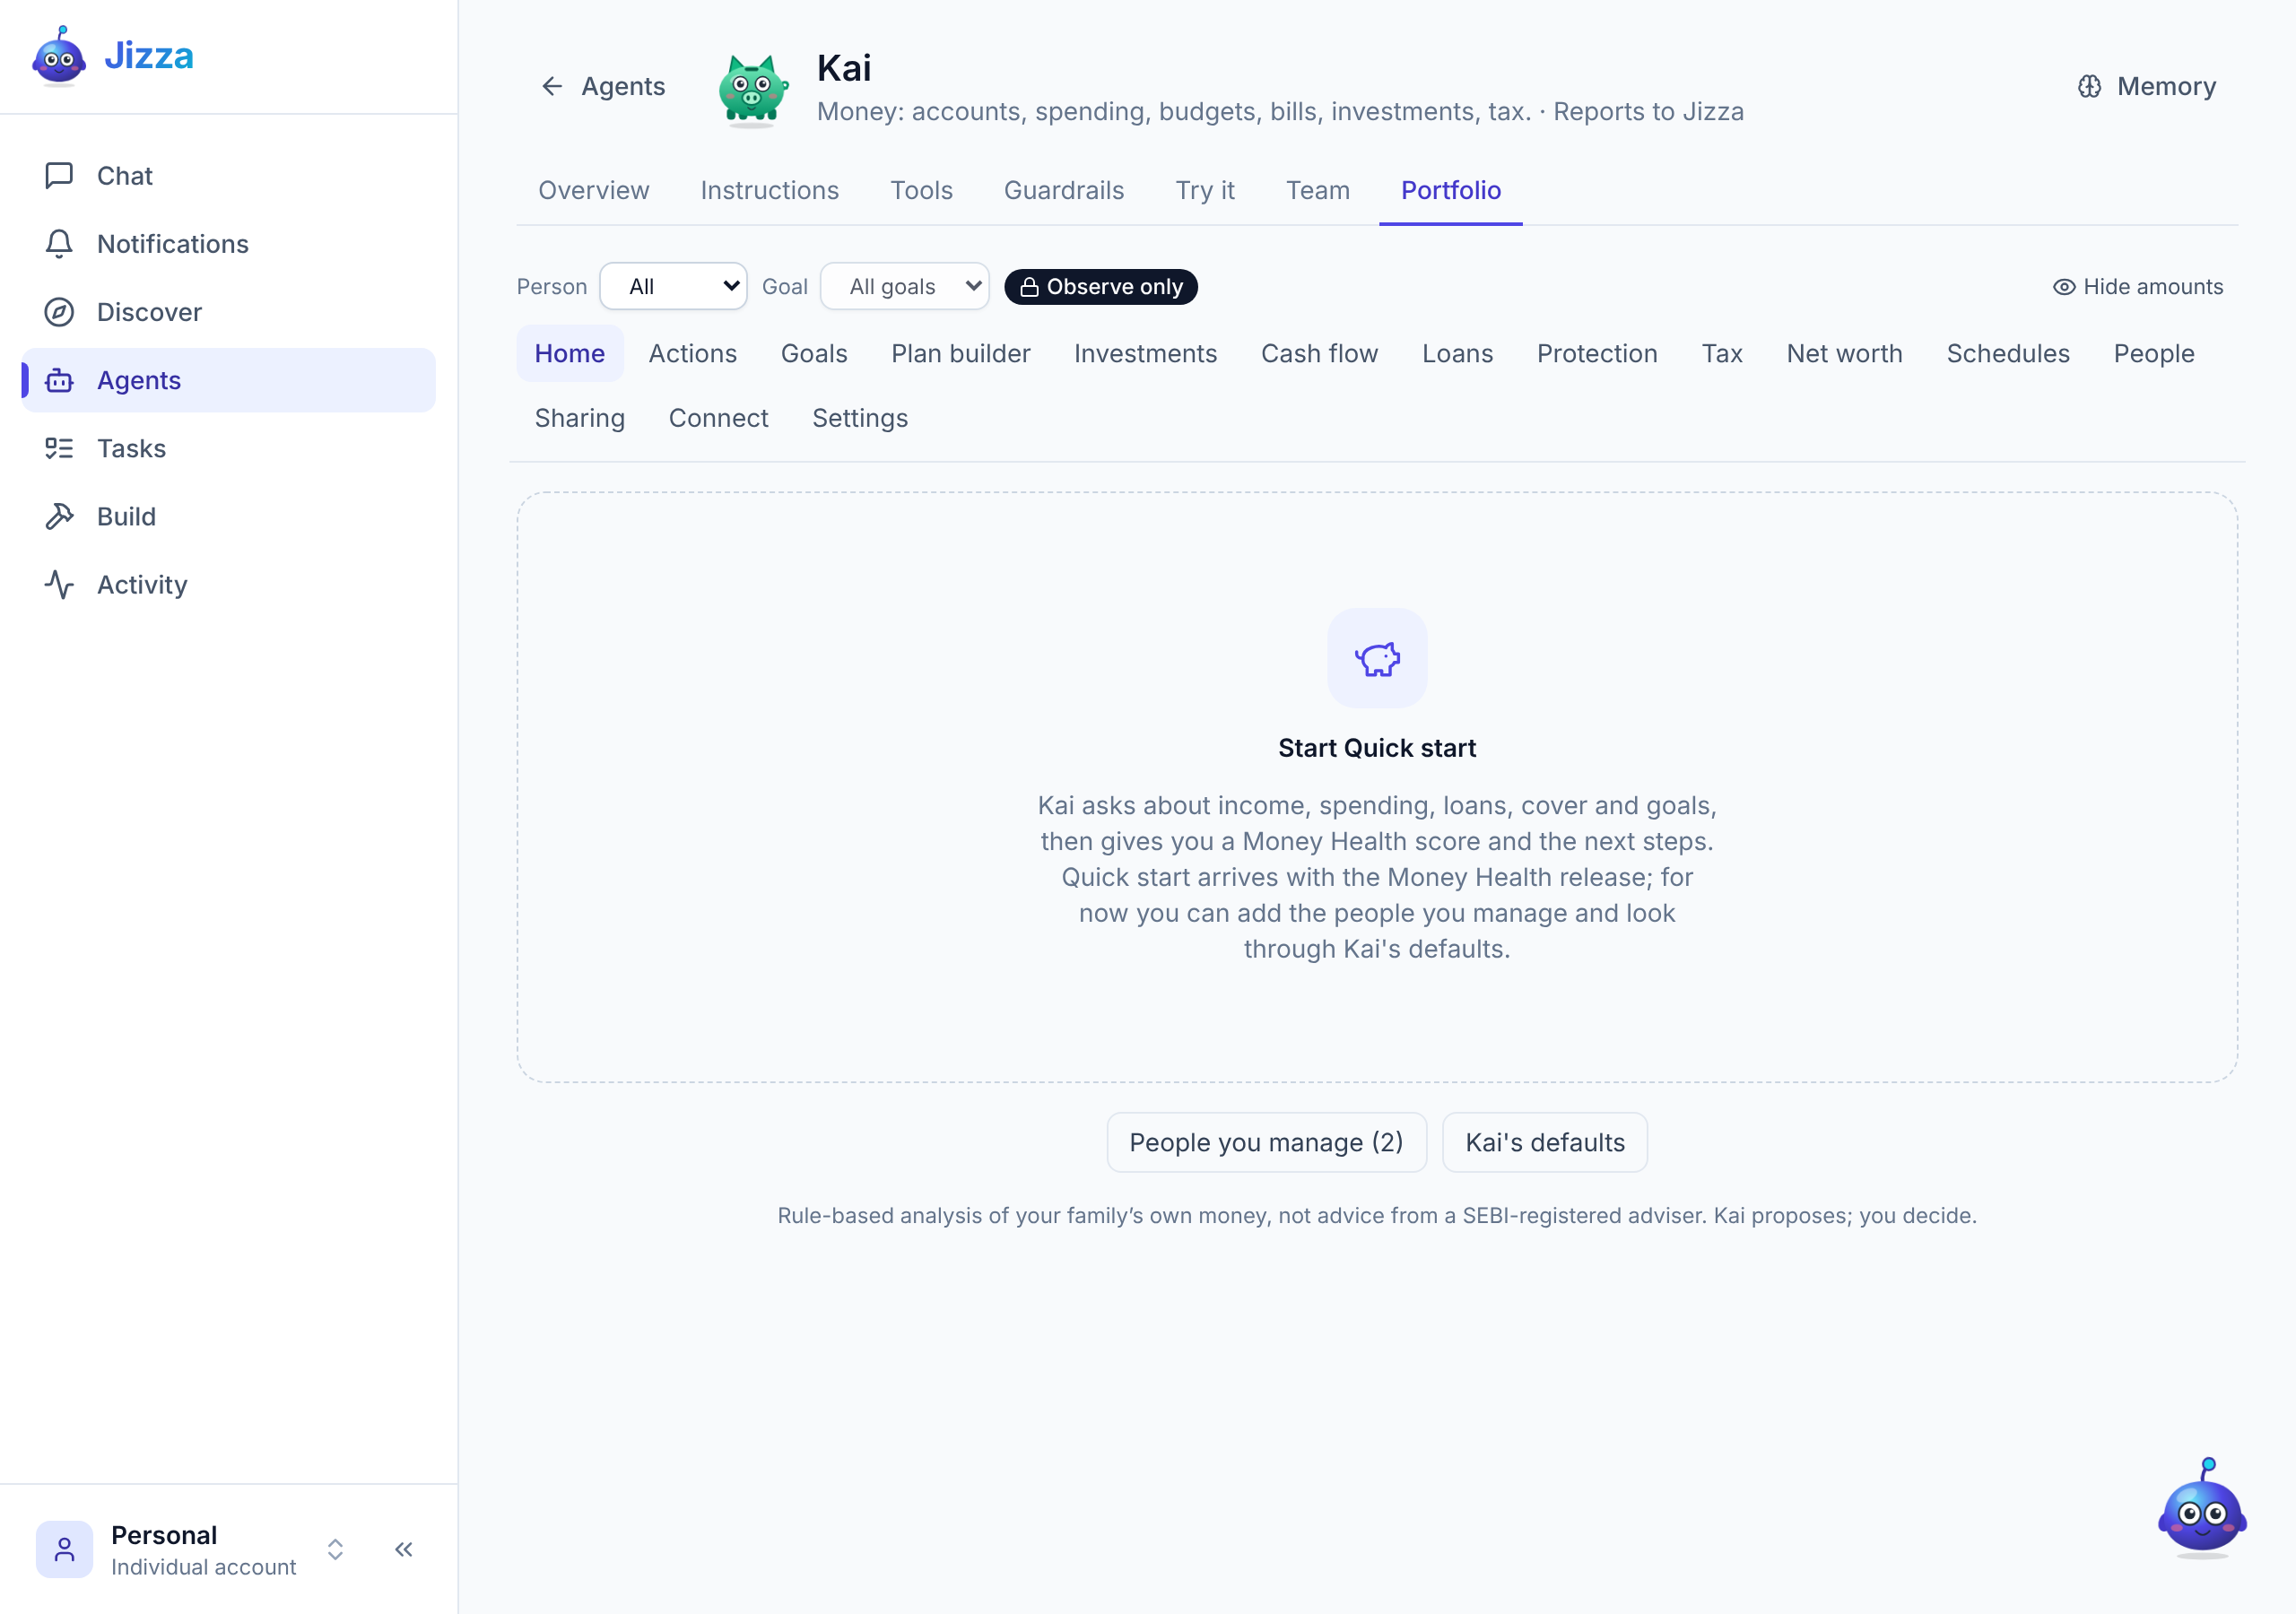 Jizza
Chat
Notifications
Discover
Agents
Tasks
Build
Activity
Personal
Individual account
Agents
Kai
Money: accounts, spending, budgets, bills, investments, tax. · Reports to Jizza
Memory
Overview
Instructions
Tools
Guardrails
Try it
Team
Portfolio
Person
All
Goal
All goals
Observe only
Hide amounts
Home
Actions
Goals
Plan builder
Investments
Cash flow
Loans
Protection
Tax
Net worth
Schedules
People
Sharing
Connect
Settings
Start Quick start
Kai asks about income, spending, loans, cover and goals,
then gives you a Money Health score and the next steps.
Quick start arrives with the Money Health release; for
now you can add the people you manage and look
through Kai's defaults.
People you manage (2)
Kai's defaults
Rule-based analysis of your family’s own money, not advice from a SEBI-registered adviser. Kai proposes; you decide.